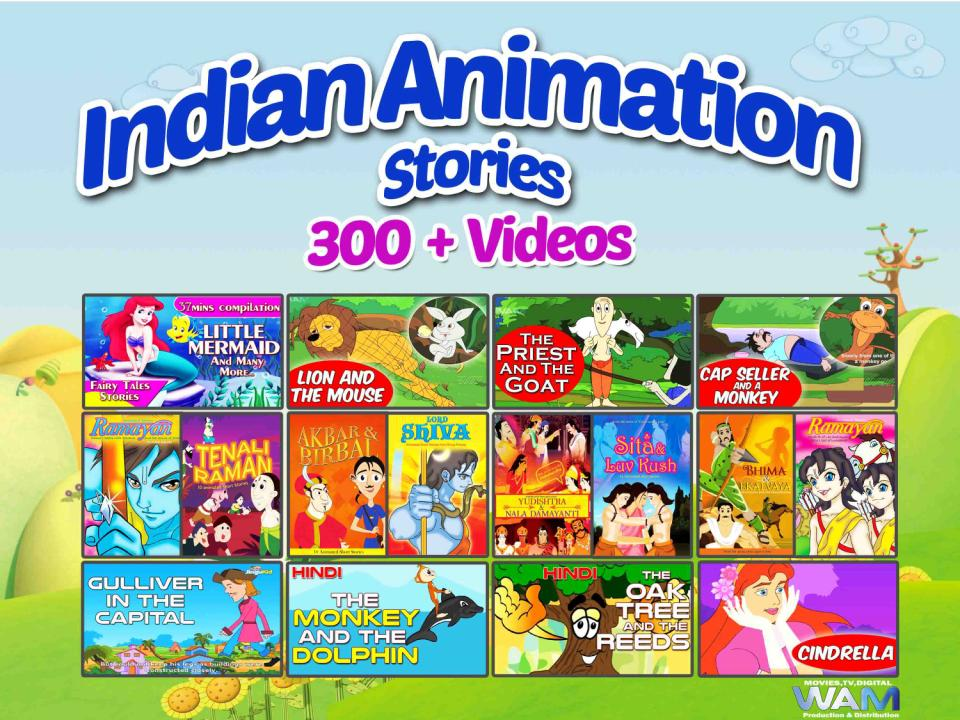 Indian Animation
Stories
300 + Videos
37MINS COMPILATION
LITTLE
MERMAID
AND MANY
MORE
FAIRY TALES
STORIES
LION AND
THE MOUSE
THE
PRIEST
AND THE
GOAT
CAP SELLER
AND A
MONKEY
Ramayan
TENALI
RAMAN
AKBAR &
BIRBAL
LORD
SHIVA
YUDISHTRA
&
NALA DAMAYANTI
Sita &
Luv Kush
BHIMA
&
EKALVAYA
Ramayan
GULLIVER
IN THE
CAPITAL
constructed closely.
HINDI
THE
MONKEY
AND THE
DOLPHIN
HINDI
THE
OAK
TREE
AND THE
REEDS
CINDRELLA
MOVIES,TV,DIGITAL
WAM
Production & Distribution